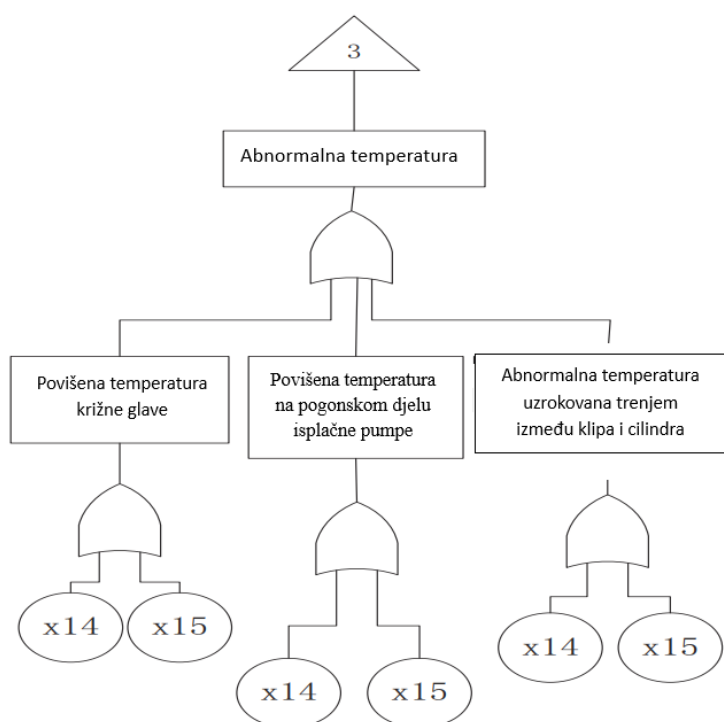 3
Abnormalna temperatura
Povišena temperatura
križne glave
Povišena temperatura
na pogonskom djelu
isplačne pumpe
Abnormalna temperatura
uzrokovana trenjem
između klipa i cilindra
x14
x15
x14
x15
x14
x15